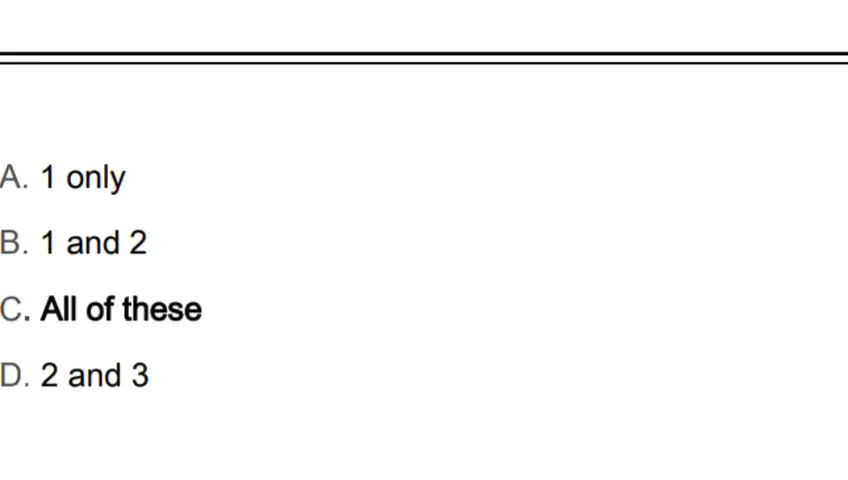 A. 1 only
B. 1 and 2
C. All of these
D. 2 and 3